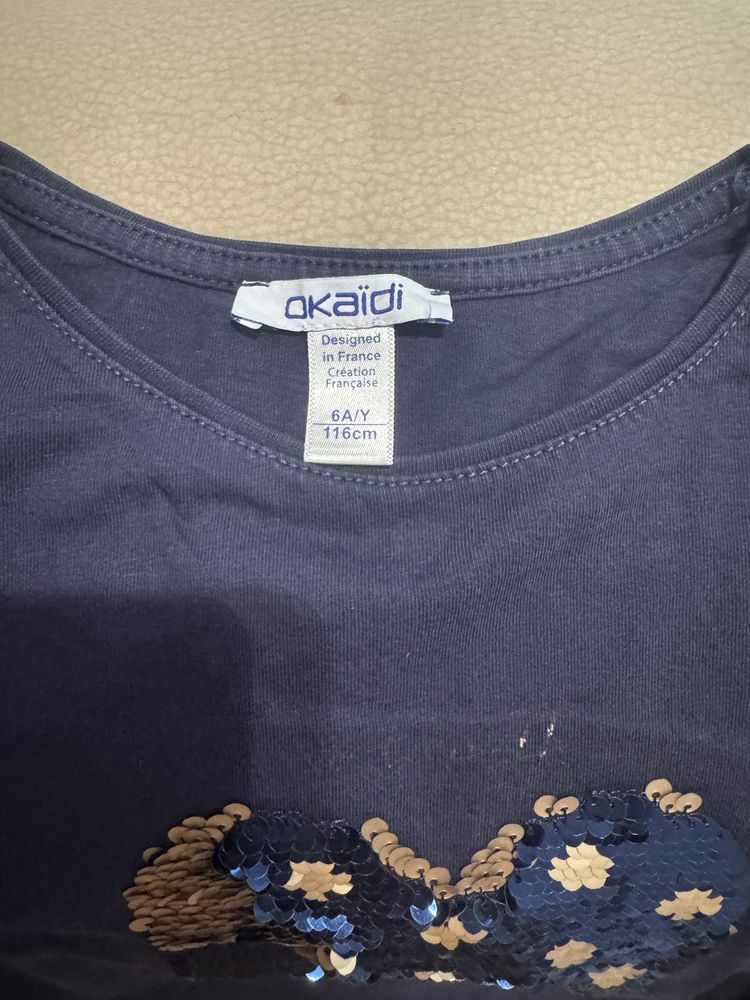 okaïdi
Designed
in France
Création
Française
6A/Y
116cm